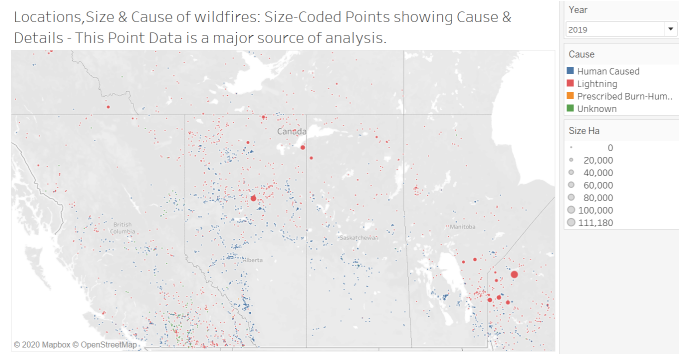 Locations,Size & Cause of wildfires: Size-Coded Points showing Cause &
Details - This Point Data is a major source of analysis.
Year
2019
Cause
Human Caused
Lightning
Prescribed Burn-Hum..
Unknown
Size Ha
0
20,000
40,000
60,000
80,000
100,000
111,180
Canada
British
Columbia
Alberta
Saskatchewan
Manitoba
© 2020 Mapbox © OpenStreetMap